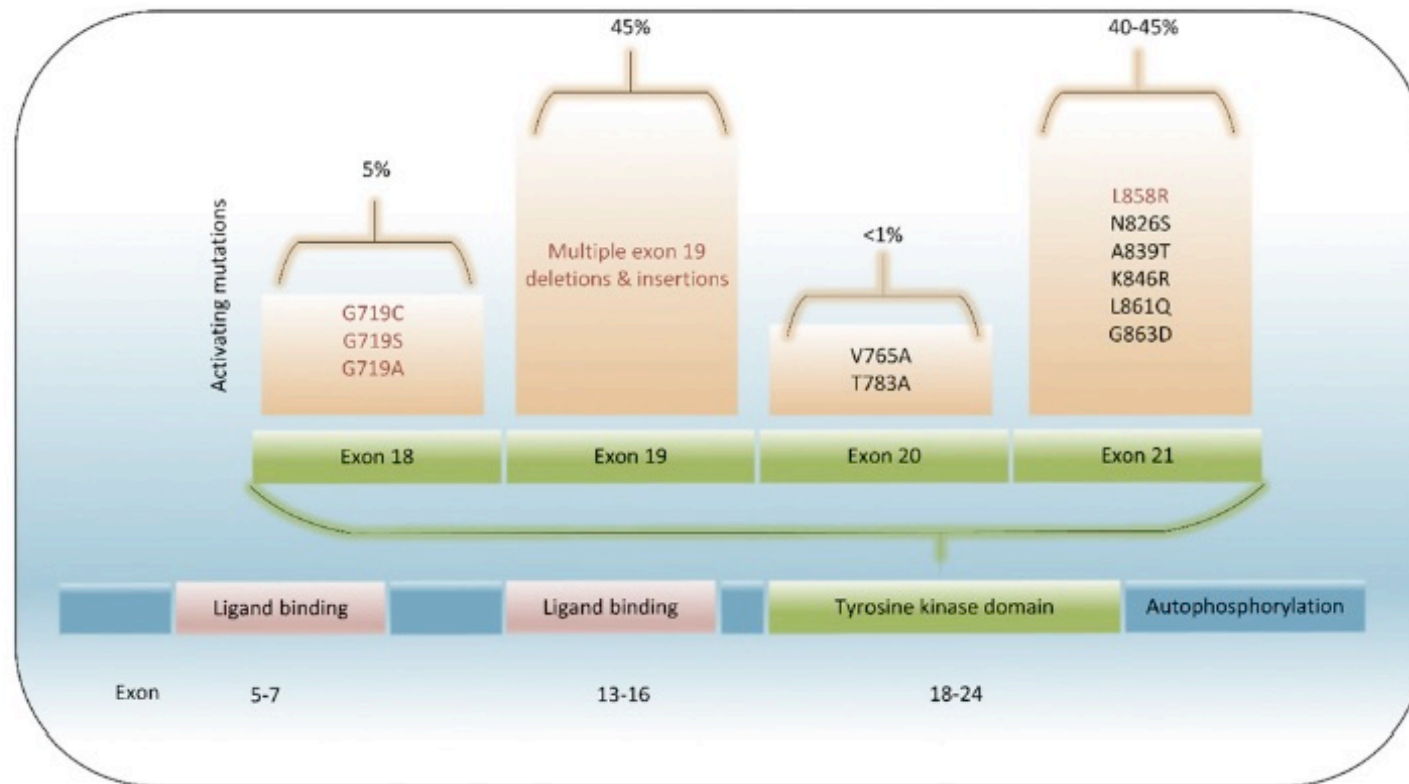 45%
40-45%
5%
<1%
Activating mutations
G719C
G719S
G719A
Multiple exon 19
deletions & insertions
V765A
T783A
L858R
N826S
A839T
K846R
L861Q
G863D
Exon 18
Exon 19
Exon 20
Exon 21
Ligand binding
Ligand binding
Tyrosine kinase domain
Autophosphorylation
Exon
5-7
13-16
18-24